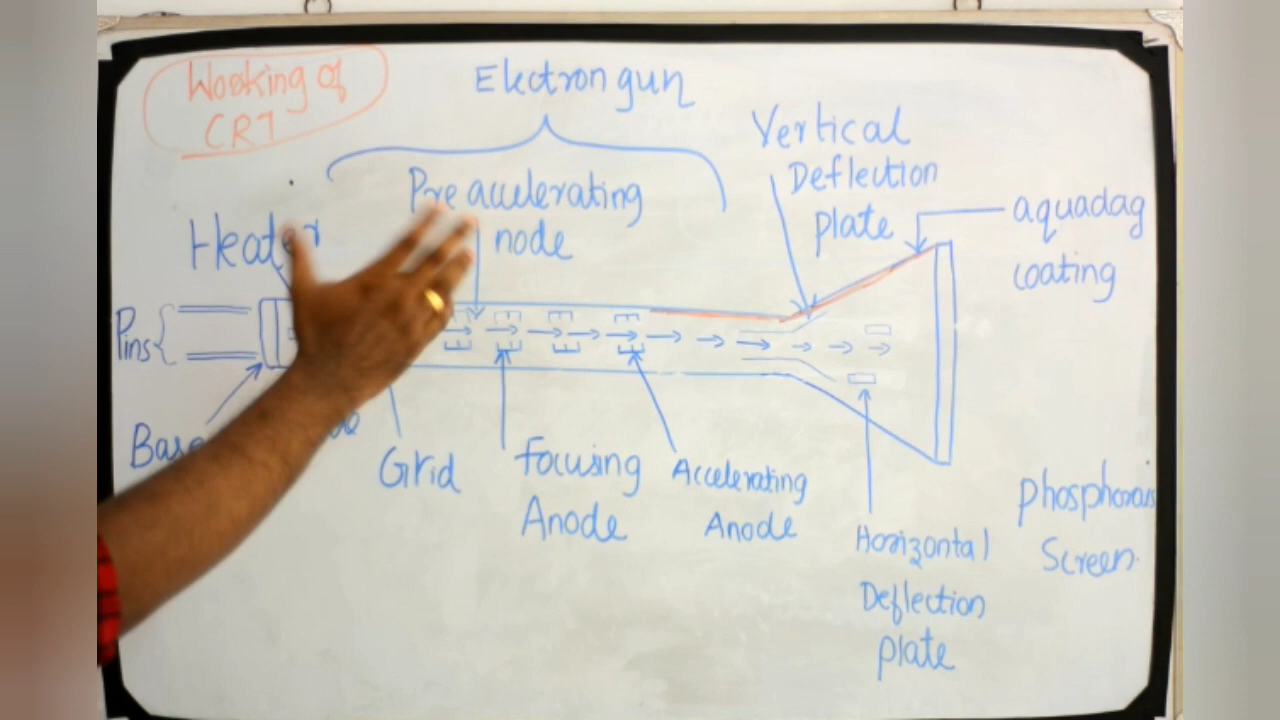 Working of
CRT
Electron gun
Pre accelerating
node
Heater
Vertical
Deflection
plate
aquadag
coating
Pins
Base
Grid
Focusing
Anode
Accelerating
Anode
Horizontal
Deflection
plate
Phosphorous
Screen